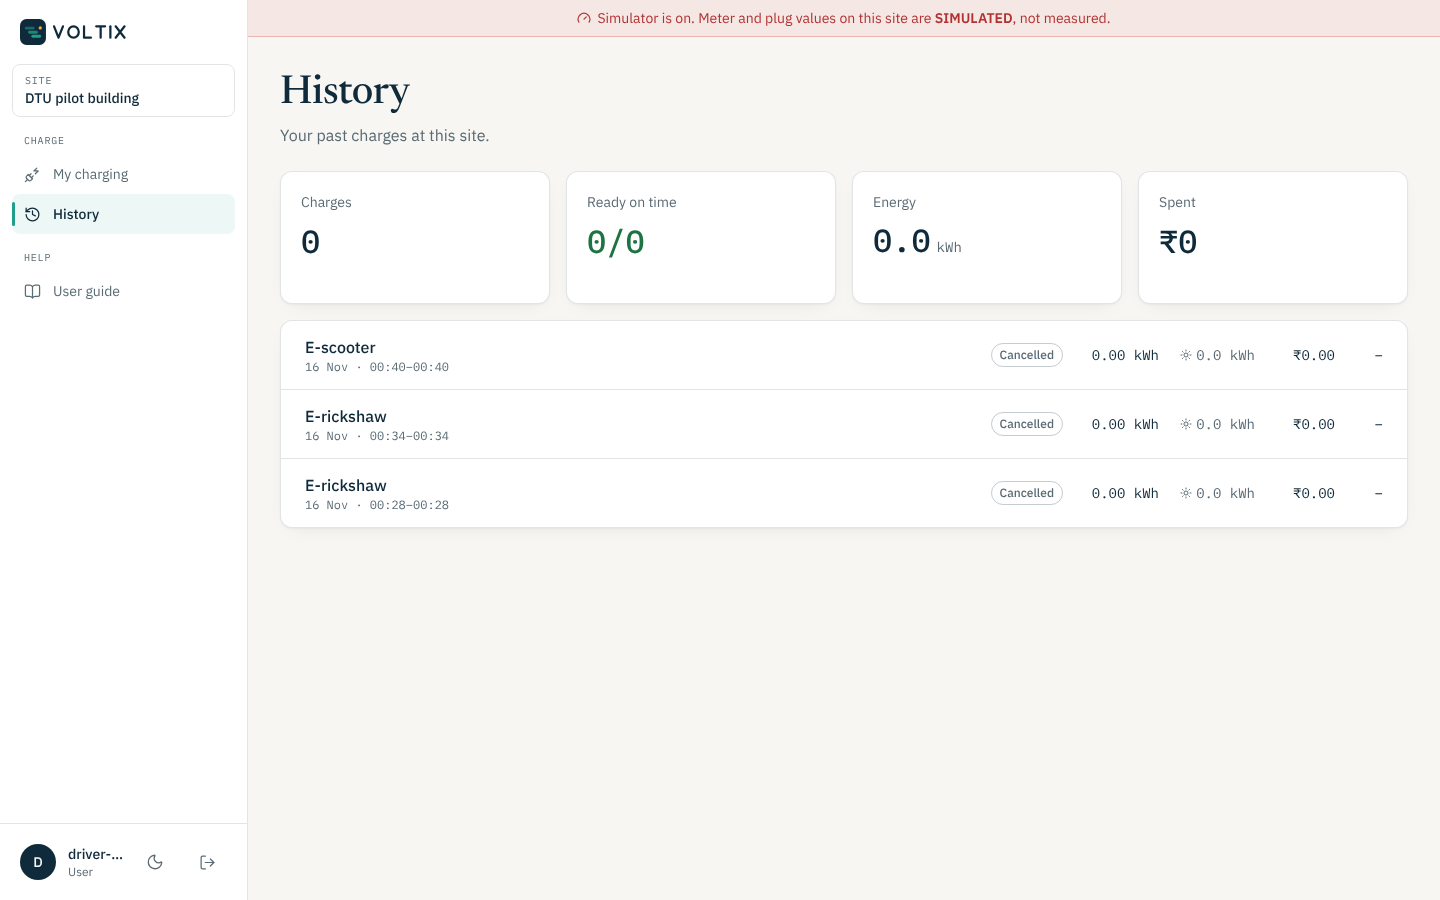 VOLTIX
SITE
DTU pilot building
CHARGE
My charging
History
HELP
User guide
driver-...
User
Simulator is on. Meter and plug values on this site are SIMULATED, not measured.
History
Your past charges at this site.
Charges
0
Ready on time
0/0
Energy
0.0 kWh
Spent
₹0
E-scooter
16 Nov · 00:40–00:40
Cancelled 0.00 kWh 0.0 kWh ₹0.00 –
E-rickshaw
16 Nov · 00:34–00:34
Cancelled 0.00 kWh 0.0 kWh ₹0.00 –
E-rickshaw
16 Nov · 00:28–00:28
Cancelled 0.00 kWh 0.0 kWh ₹0.00 –
D